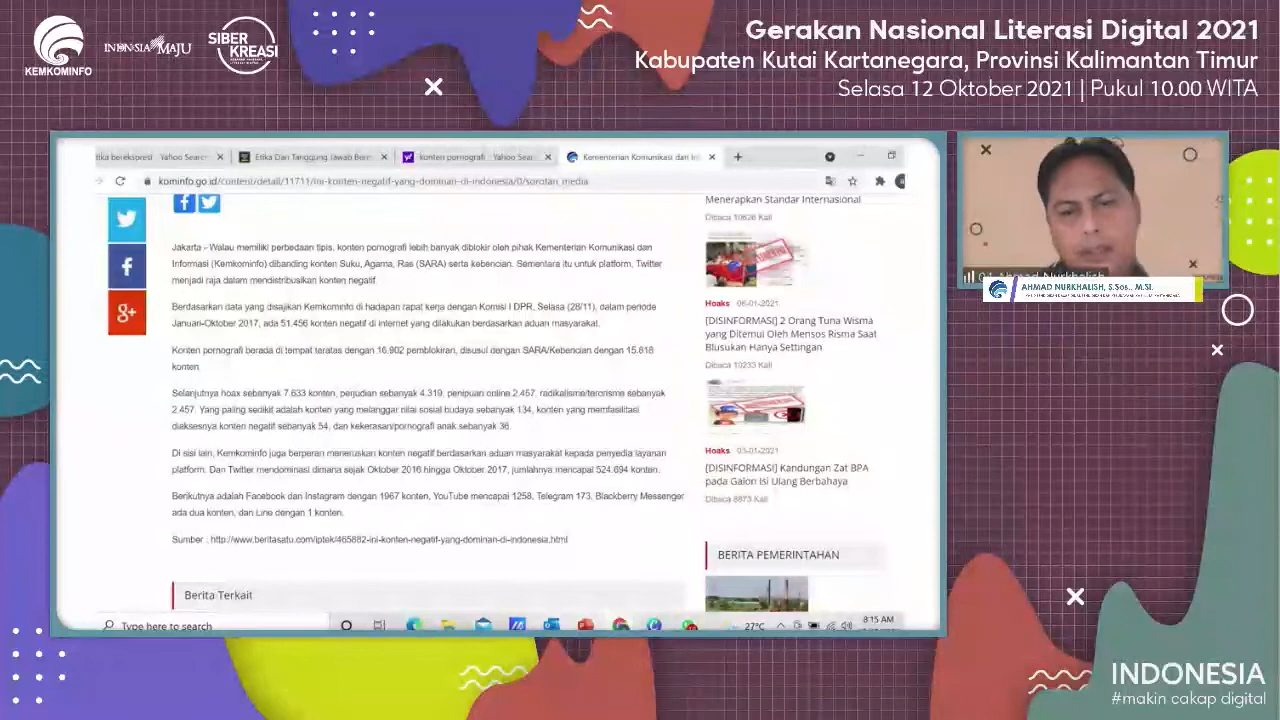 KEMKOMINFO
INDONESIA MAJU
SIBER
KREASI
Gerakan Nasional Literasi Digital 2021
Kabupaten Kutai Kartanegara, Provinsi Kalimantan Timur
Selasa 12 Oktober 2021 | Pukul 10.00 WITA
tika berekspresi - Yahoo Sear
Etika Dan Tanggung Jawab Ber
konten pornografi - Yahoo Sea
Kementerian Komunikasi dan In
kominfo.go.id/content/detail/11711/ini-konten-negatif-yang-dominan-di-indonesia/0/sorotan_media
Jakarta - Walau memiliki perbedaan tipis, konten pornografi lebih banyak diblokir oleh pihak Kementerian Komunikasi dan
Informasi (Kemkominfo) dibanding konten Suku, Agama, Ras (SARA) serta kebencian. Sementara itu untuk platform, Twitter
menjadi raja dalam mendistribusikan konten negatif.
Berdasarkan data yang disajikan Kemkominfo di hadapan rapat kerja dengan Komisi I DPR, Selasa (28/11), dalam periode
Januari-Oktober 2017, ada 51.456 konten negatif di internet yang dilakukan berdasarkan aduan masyarakat.
Konten pornografi berada di tempat teratas dengan 16.902 pemblokiran, disusul dengan SARA/Kebencian dengan 15.818
konten.
Selanjutnya hoax sebanyak 7.633 konten, perjudian sebanyak 4.319, penipuan online 2.457, radikalisme/terorisme sebanyak
2.457. Yang paling sedikit adalah konten yang melanggar nilai sosial budaya sebanyak 134, konten yang memfasilitasi
diaksesnya konten negatif sebanyak 54, dan kekerasan/pornografi anak sebanyak 36.
Di sisi lain, Kemkominfo juga berperan meneruskan konten negatif berdasarkan aduan masyarakat kepada penyedia layanan
platform. Dan Twitter mendominasi dimana sejak Oktober 2016 hingga Oktober 2017, jumlahnya mencapai 524.694 konten.
Berikutnya adalah Facebook dan Instagram dengan 1967 konten, YouTube mencapai 1258, Telegram 173, Blackberry Messenger
ada dua konten, dan Line dengan 1 konten.
Sumber : http://www.beritasatu.com/iptek/465882-ini-konten-negatif-yang-dominan-di-indonesia.html
Berita Terkait
Menerapkan Standar Internasional
Dibaca 10626 Kali
Hoaks 06-01-2021
[DISINFORMASI] 2 Orang Tuna Wisma
yang Ditemui Oleh Mensos Risma Saat
Blusukan Hanya Settingan
Dibaca 10233 Kali
Hoaks 03-01-2021
[DISINFORMASI] Kandungan Zat BPA
pada Galon Isi Ulang Berbahaya
Dibaca 8873 Kali
BERITA PEMERINTAHAN
Type here to search
27°C
8:15 AM
Ahmad Nurkhalish
AHMAD NURKHALISH, S.Sos., M.SI.
INDONESIA
#makin cakap digital